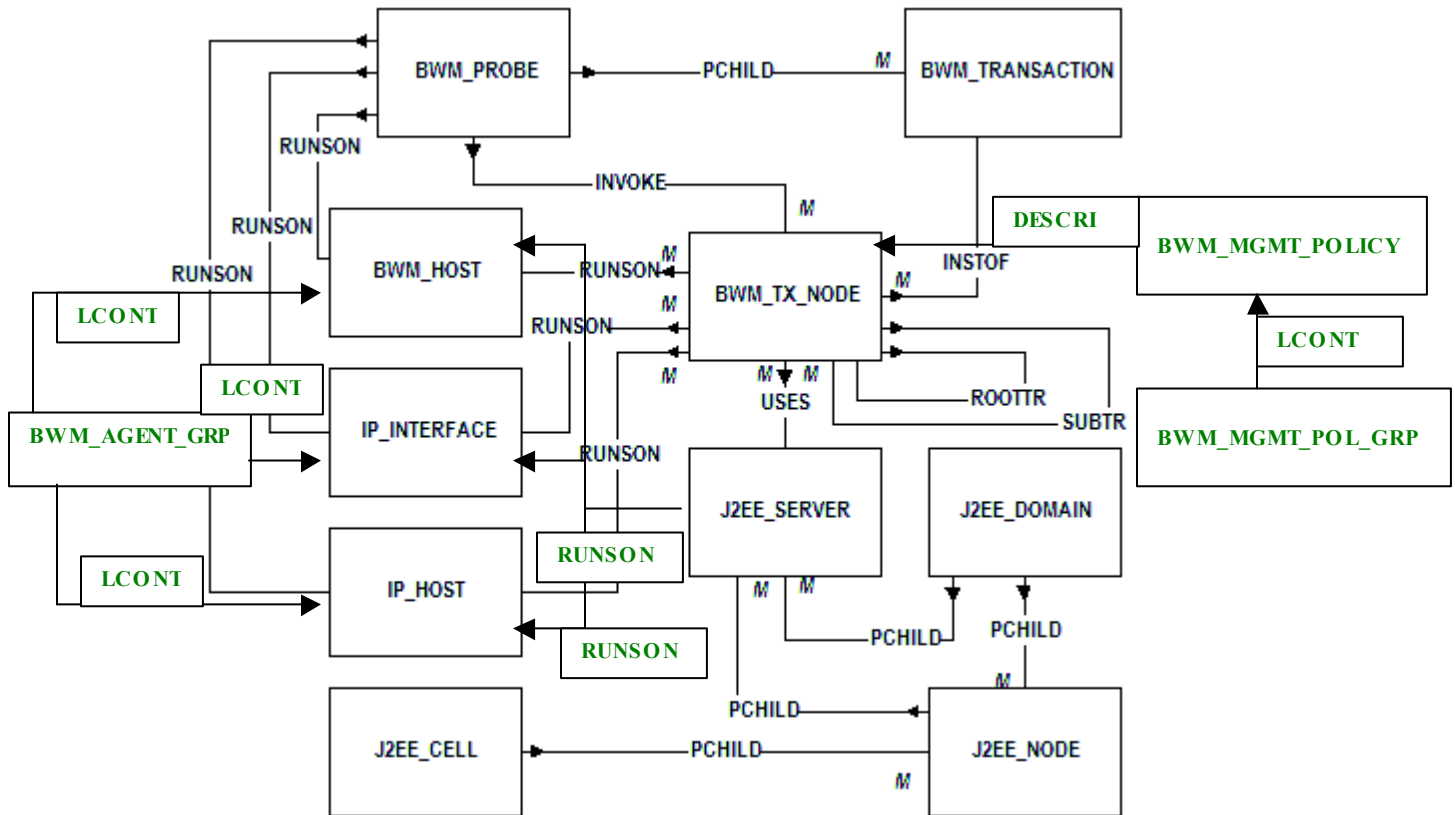 BWM_PROBE
PCHILD
M
BWM_TRANSACTION
RUNSON
INVOKE
M
RUNSON
DESCRI
BWM_MGMT_POLICY
RUNSON
BWM_HOST
RUNSON
M
BWM_TX_NODE
M
INSTOF
LCONT
M
RUNSON
LCONT
LCONT
M
M
M
USES
ROOTTR
SUBTR
BWM_AGENT_GRP
IP_INTERFACE
RUNSON
BWM_MGMT_POL_GRP
J2EE_SERVER
J2EE_DOMAIN
RUNSON
LCONT
IP_HOST
M
M
PCHILD
PCHILD
RUNSON
M
PCHILD
J2EE_CELL
PCHILD
J2EE_NODE
M